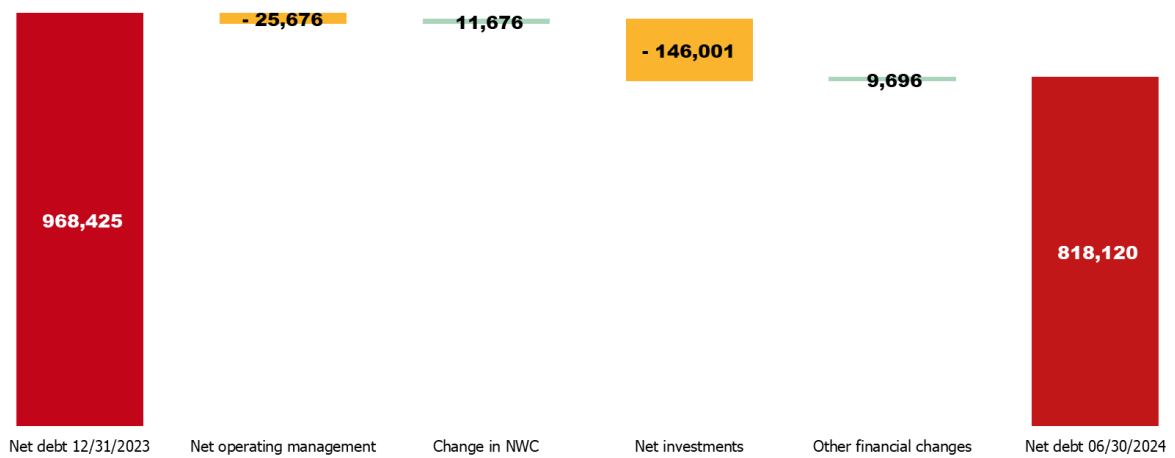 - 25,676
11,676
- 146,001
9,696
968,425
818,120
Net debt 12/31/2023
Net operating management
Change in NWC
Net investments
Other financial changes
Net debt 06/30/2024